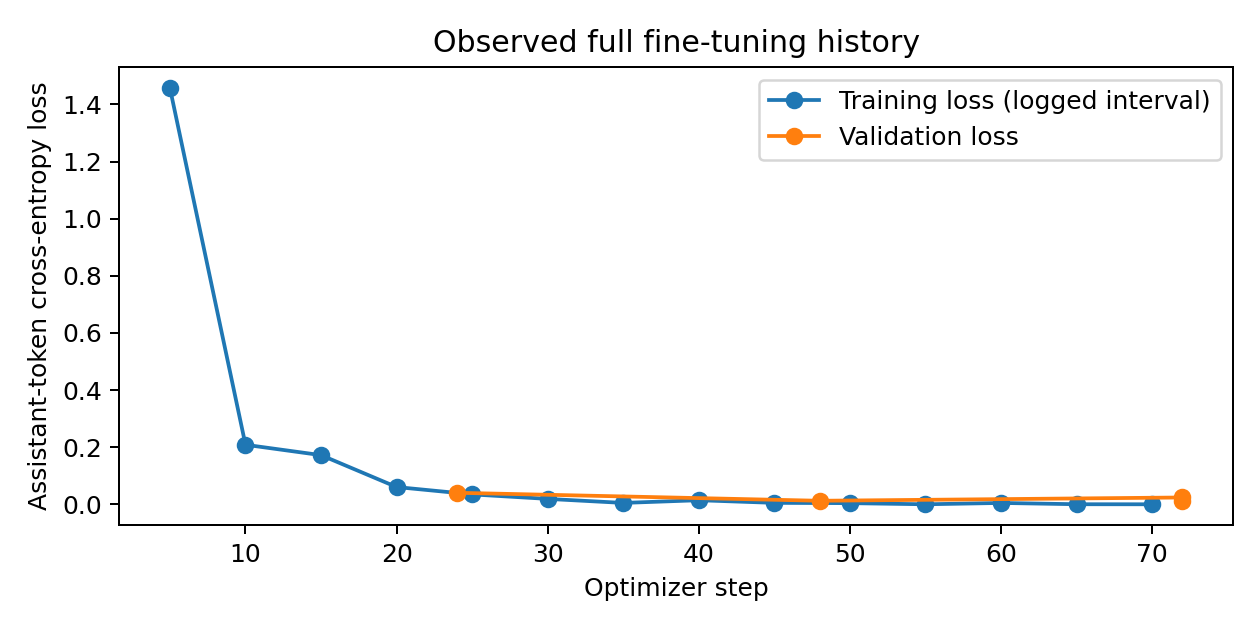 Observed full fine-tuning history
Training loss (logged interval)
Validation loss
Assistant-token cross-entropy loss
1.4
1.2
1.0
0.8
0.6
0.4
0.2
0.0
10 20 30 40 50 60 70
Optimizer step